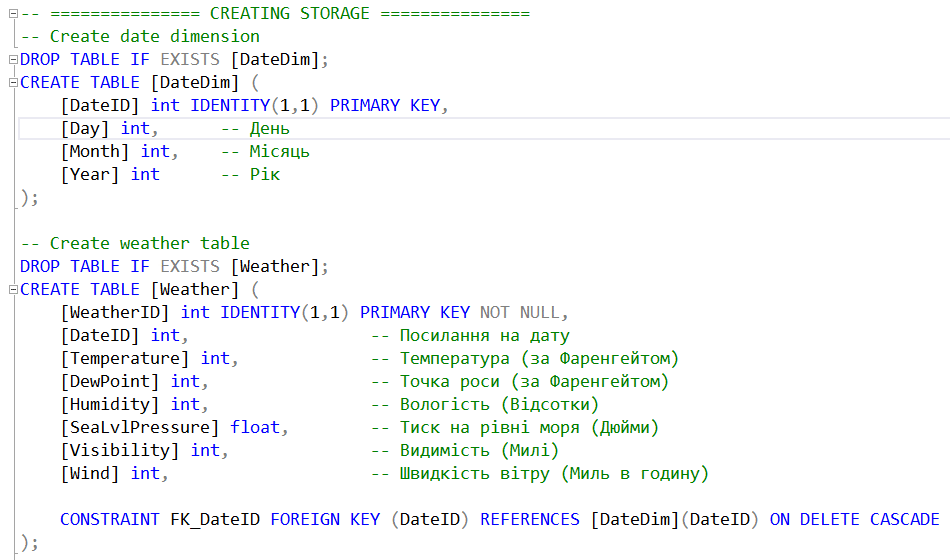 -- =============== CREATING STORAGE ===============
-- Create date dimension
DROP TABLE IF EXISTS [DateDim];
CREATE TABLE [DateDim] (
    [DateID] int IDENTITY(1,1) PRIMARY KEY,
    [Day] int,      -- День
    [Month] int,    -- Місяць
    [Year] int      -- Рік
);

-- Create weather table
DROP TABLE IF EXISTS [Weather];
CREATE TABLE [Weather] (
    [WeatherID] int IDENTITY(1,1) PRIMARY KEY NOT NULL,
    [DateID] int,                  -- Посилання на дату
    [Temperature] int,             -- Температура (за Фаренгейтом)
    [DewPoint] int,                -- Точка роси (за Фаренгейтом)
    [Humidity] int,                -- Вологість (Відсотки)
    [SeaLvlPressure] float,        -- Тиск на рівні моря (Дюйми)
    [Visibility] int,              -- Видимість (Милі)
    [Wind] int,                    -- Швидкість вітру (Миль в годину)

    CONSTRAINT FK_DateID FOREIGN KEY (DateID) REFERENCES [DateDim](DateID) ON DELETE CASCADE
);